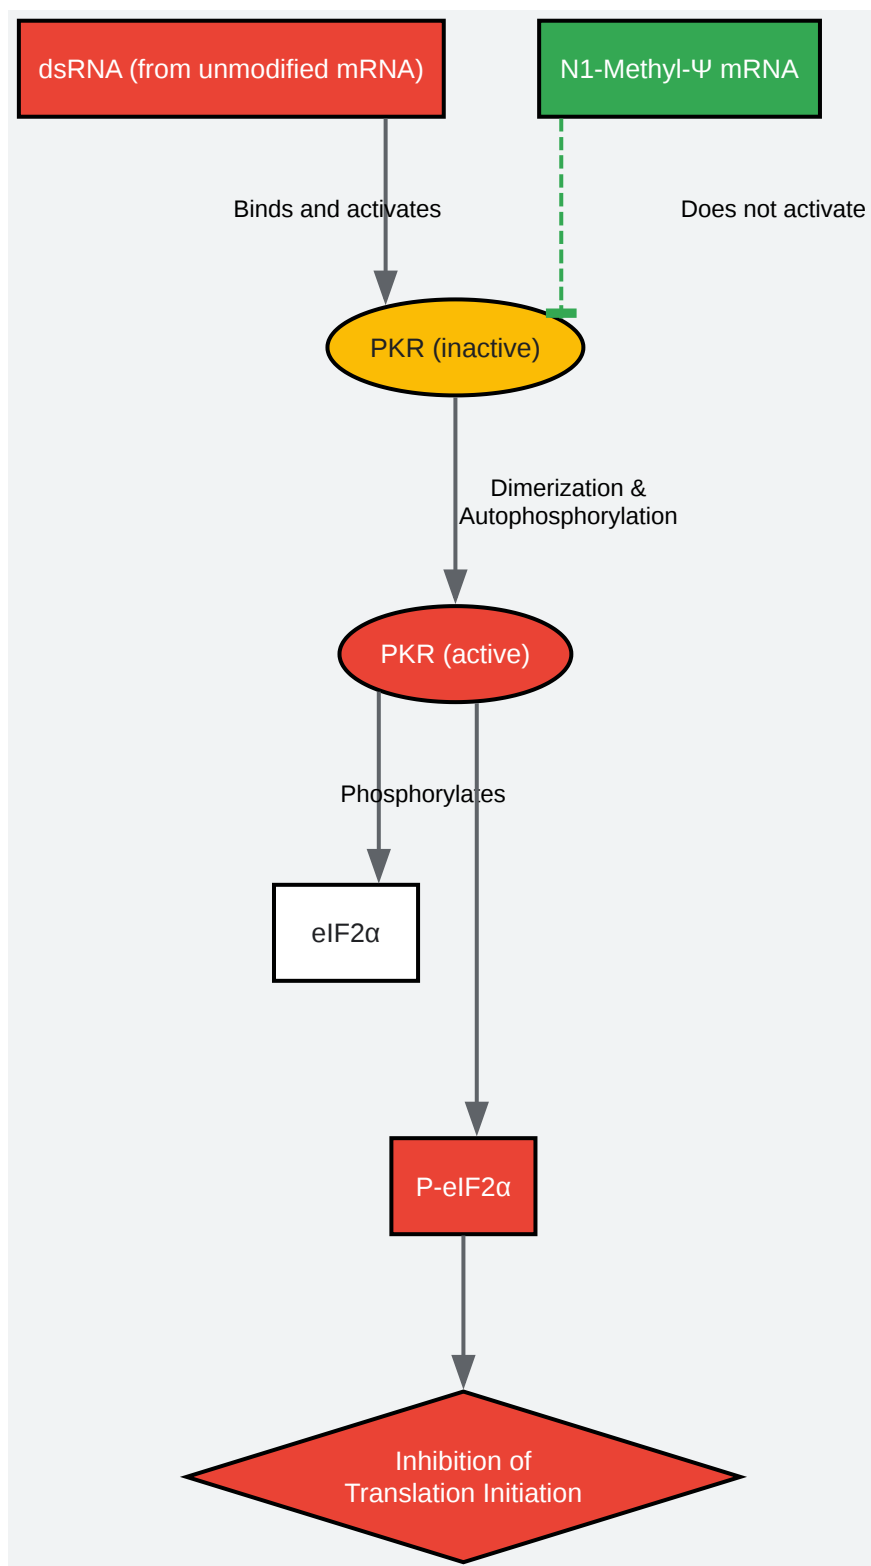 dsRNA (from unmodified mRNA)
N1-Methyl-Ψ mRNA
Binds and activates
Does not activate
PKR (inactive)
Dimerization &
Autophosphorylation
PKR (active)
Phosphorylates
eIF2α
P-eIF2α
Inhibition of
Translation Initiation